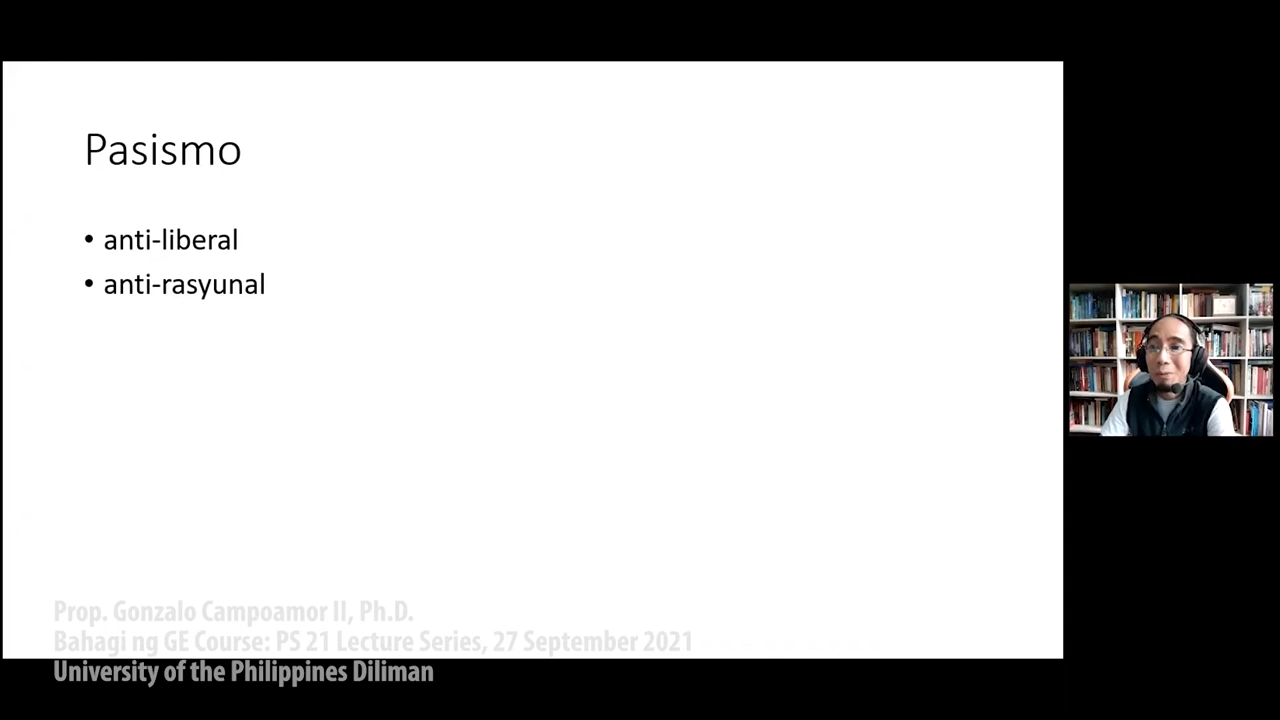 Pasismo
• anti-liberal
• anti-rasyunal
Prop. Gonzalo Campoamor II, Ph.D.
Bahagi ng GE Course: PS 21 Lecture Series, 27 September 2021
University of the Philippines Diliman